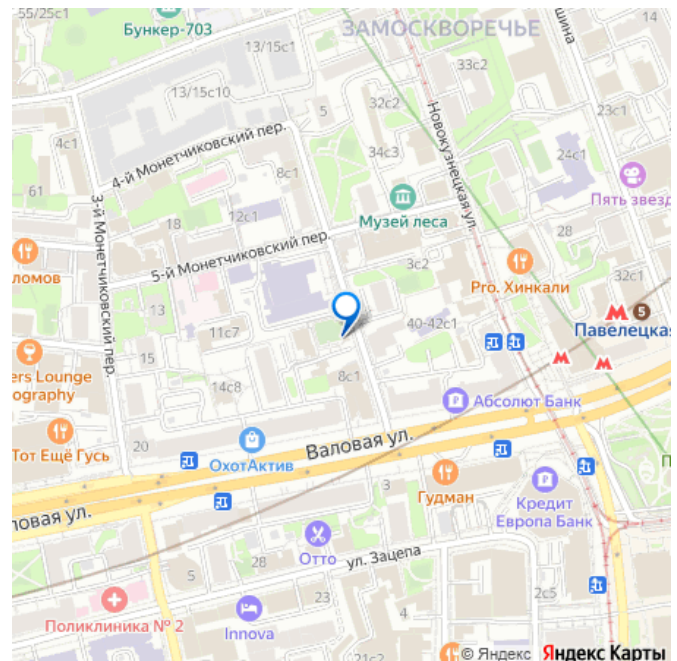 55/25с1
Бункер-703
ЗАМОСКВОРЕЧЬЕ
14
13/15с1
5
33с2
13/15с10
32с2
23с1
4с1
4-й Монетчиковский пер.
Новокузнецкая ул.
34с3
24с1
8с1
61
3-й Монетчиковский пер.
12с1
Музей леса
Пять звезд
18
5-й Монетчиковский пер.
28
ломов
3с2
Pro. Хинкали
32с1
13
5
11с7
40-42с1
Павелецкая
15
ers Lounge
ography
14с8
8с1
Абсолют Банк
20
Тот Ещё Гусь
ОхотАктив
Валовая ул.
Гудман
3
Кредит
Европа Банк
ловая ул.
Отто
ул. Зацепа
28
5
2с5
23
4
Поликлиника № 2
Innova
21с2
© Яндекс Яндекс Карты